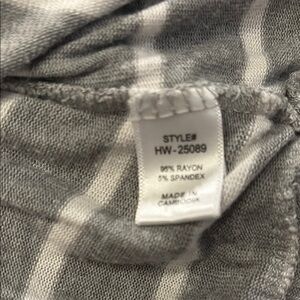 STYLE#
HW-25089
95% RAYON
5% SPANDEX
MADE IN
CAMBODIA